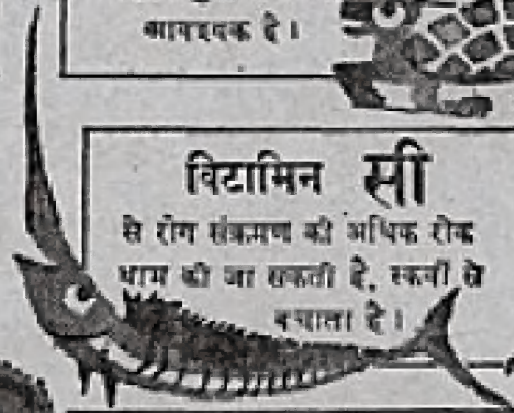 आवश्यक है।
विटामिन सी
से रोग संक्रमण की अधिक रोक
थाम की जा सकती है, स्कर्वी से
बचाता है।